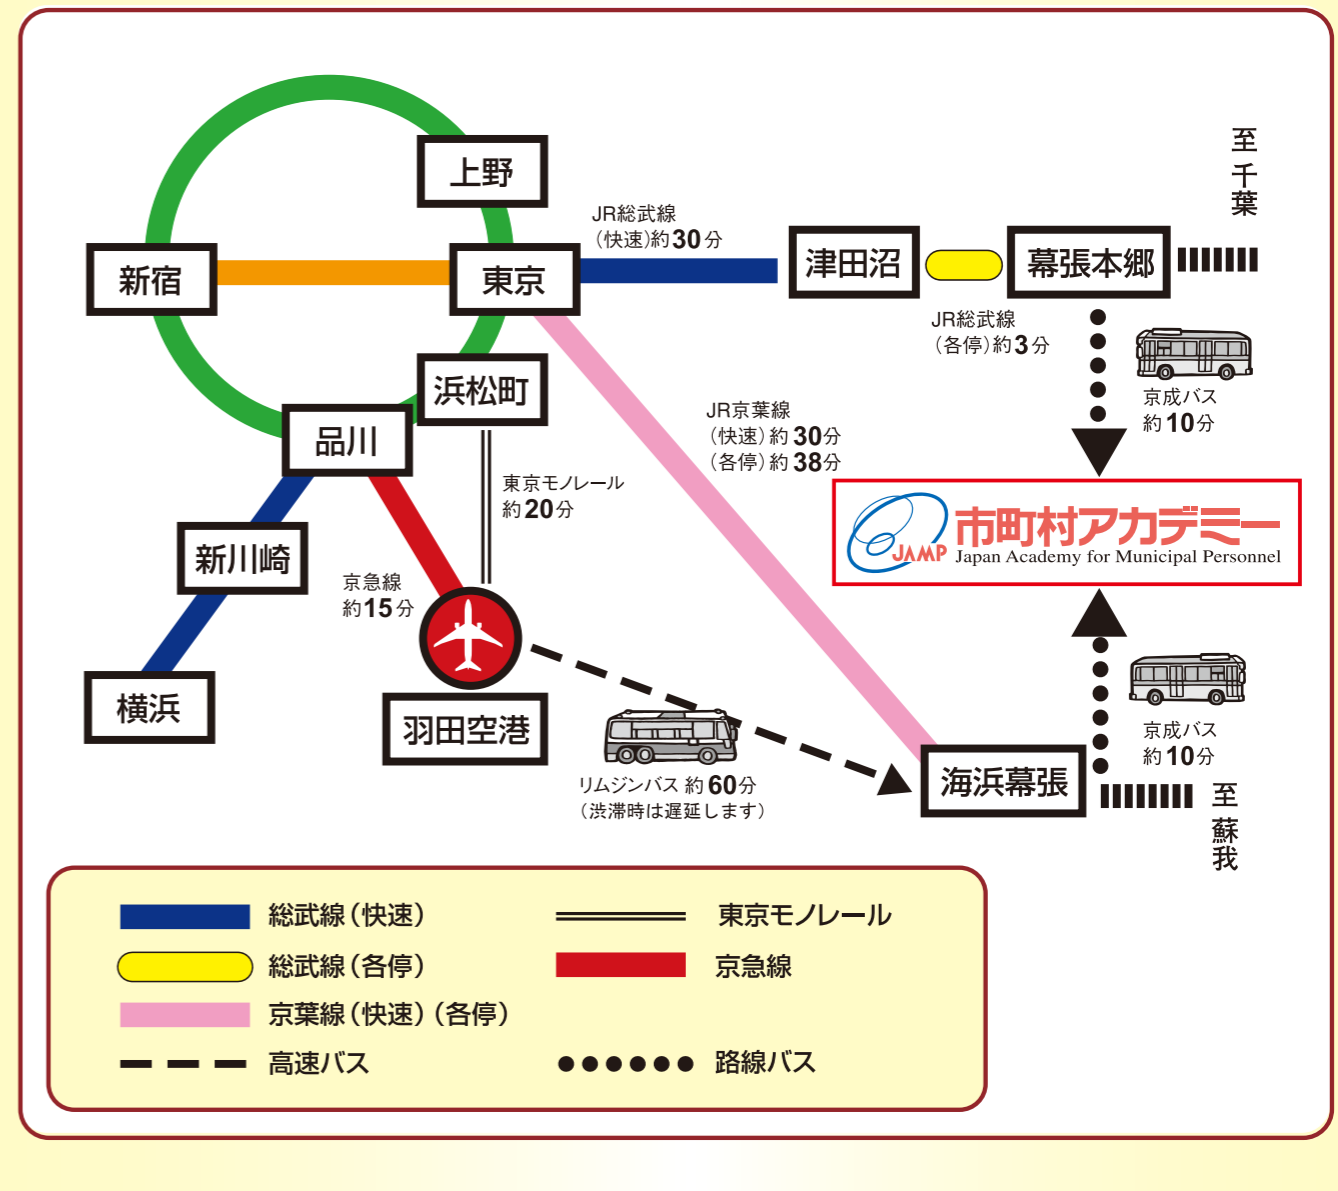 上野
新宿
東京
JR総武線
（快速）約30分
津田沼
幕張本郷
至千葉
JR総武線
（各停）約3分
京成バス
約10分
浜松町
品川
JR京葉線
（快速）約30分
（各停）約38分
東京モノレール
約20分
JAMP
市町村アカデミー
Japan Academy for Municipal Personnel
新川崎
京急線
約15分
横浜
羽田空港
リムジンバス 約60分
（渋滞時は遅延します）
海浜幕張
京成バス
約10分
至蘇我
総武線（快速）
東京モノレール
総武線（各停）
京急線
京葉線（快速）（各停）
高速バス
路線バス